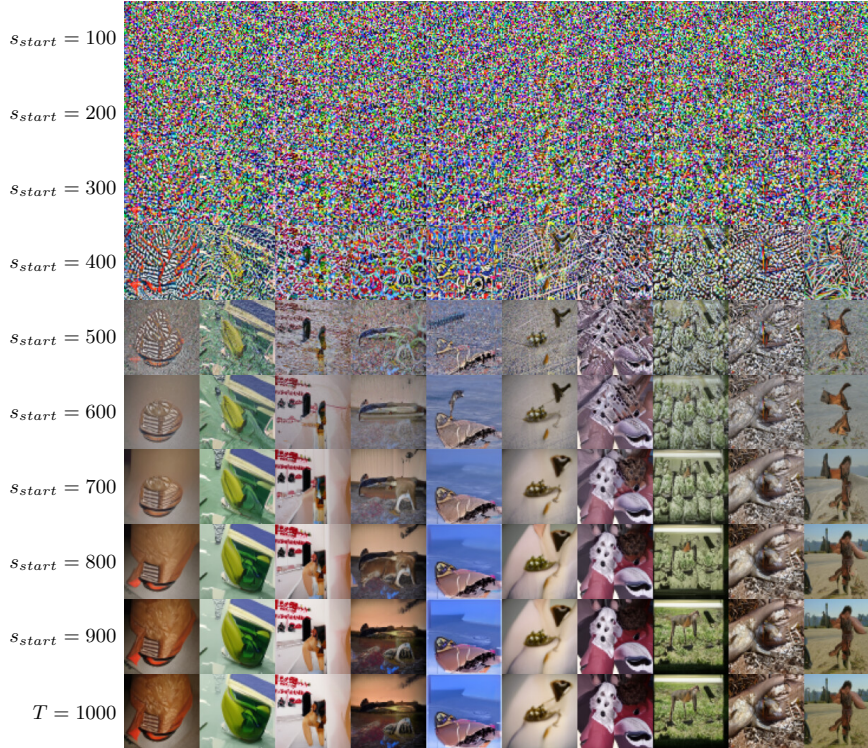 s_start = 100
s_start = 200
s_start = 300
s_start = 400
s_start = 500
s_start = 600
s_start = 700
s_start = 800
s_start = 900
T = 1000